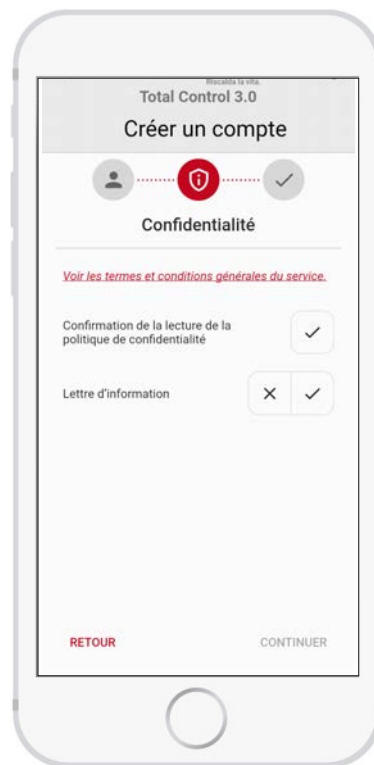 Riscalda la vita.
Total Control 3.0
Créer un compte
Confidentialité
Voir les termes et conditions générales du service.
Confirmation de la lecture de la
politique de confidentialité
Lettre d'information
RETOUR
CONTINUER